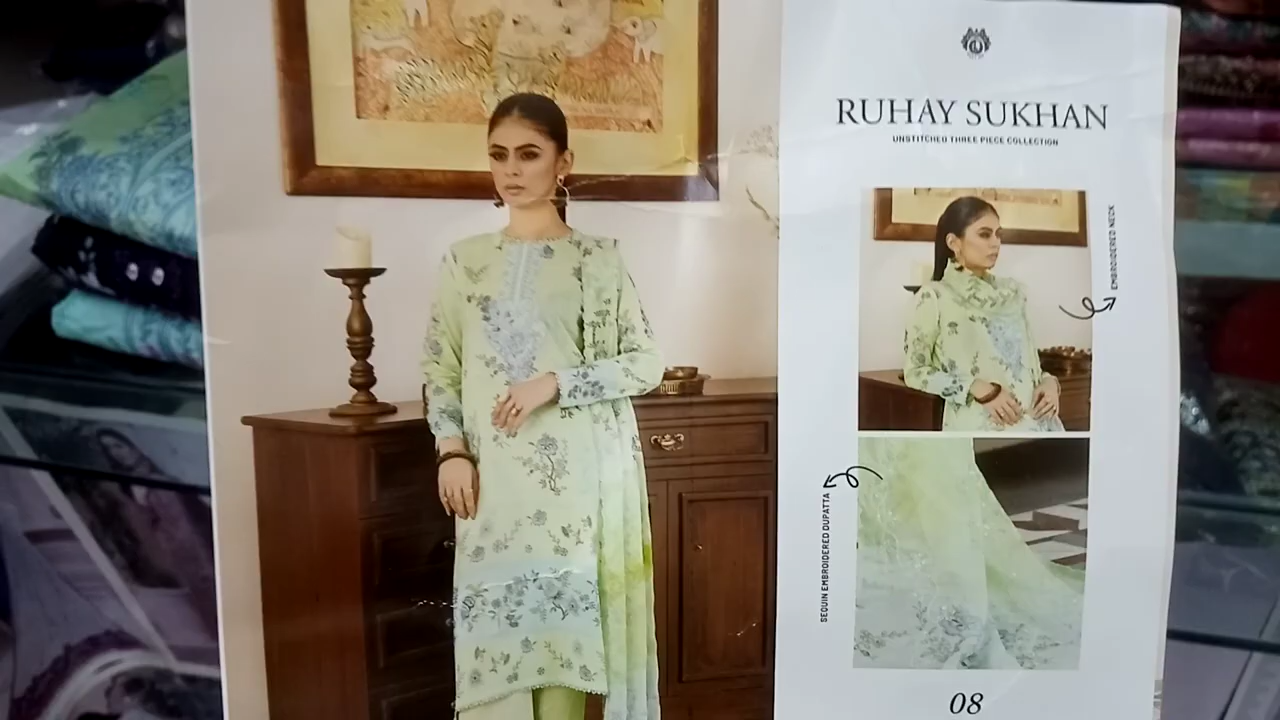 RUHAY SUKHAN
UNSTITCHED THREE PIECE COLLECTION
EMBROIDERED NECK
SEQUIN EMBROIDERED DUPATTA
08